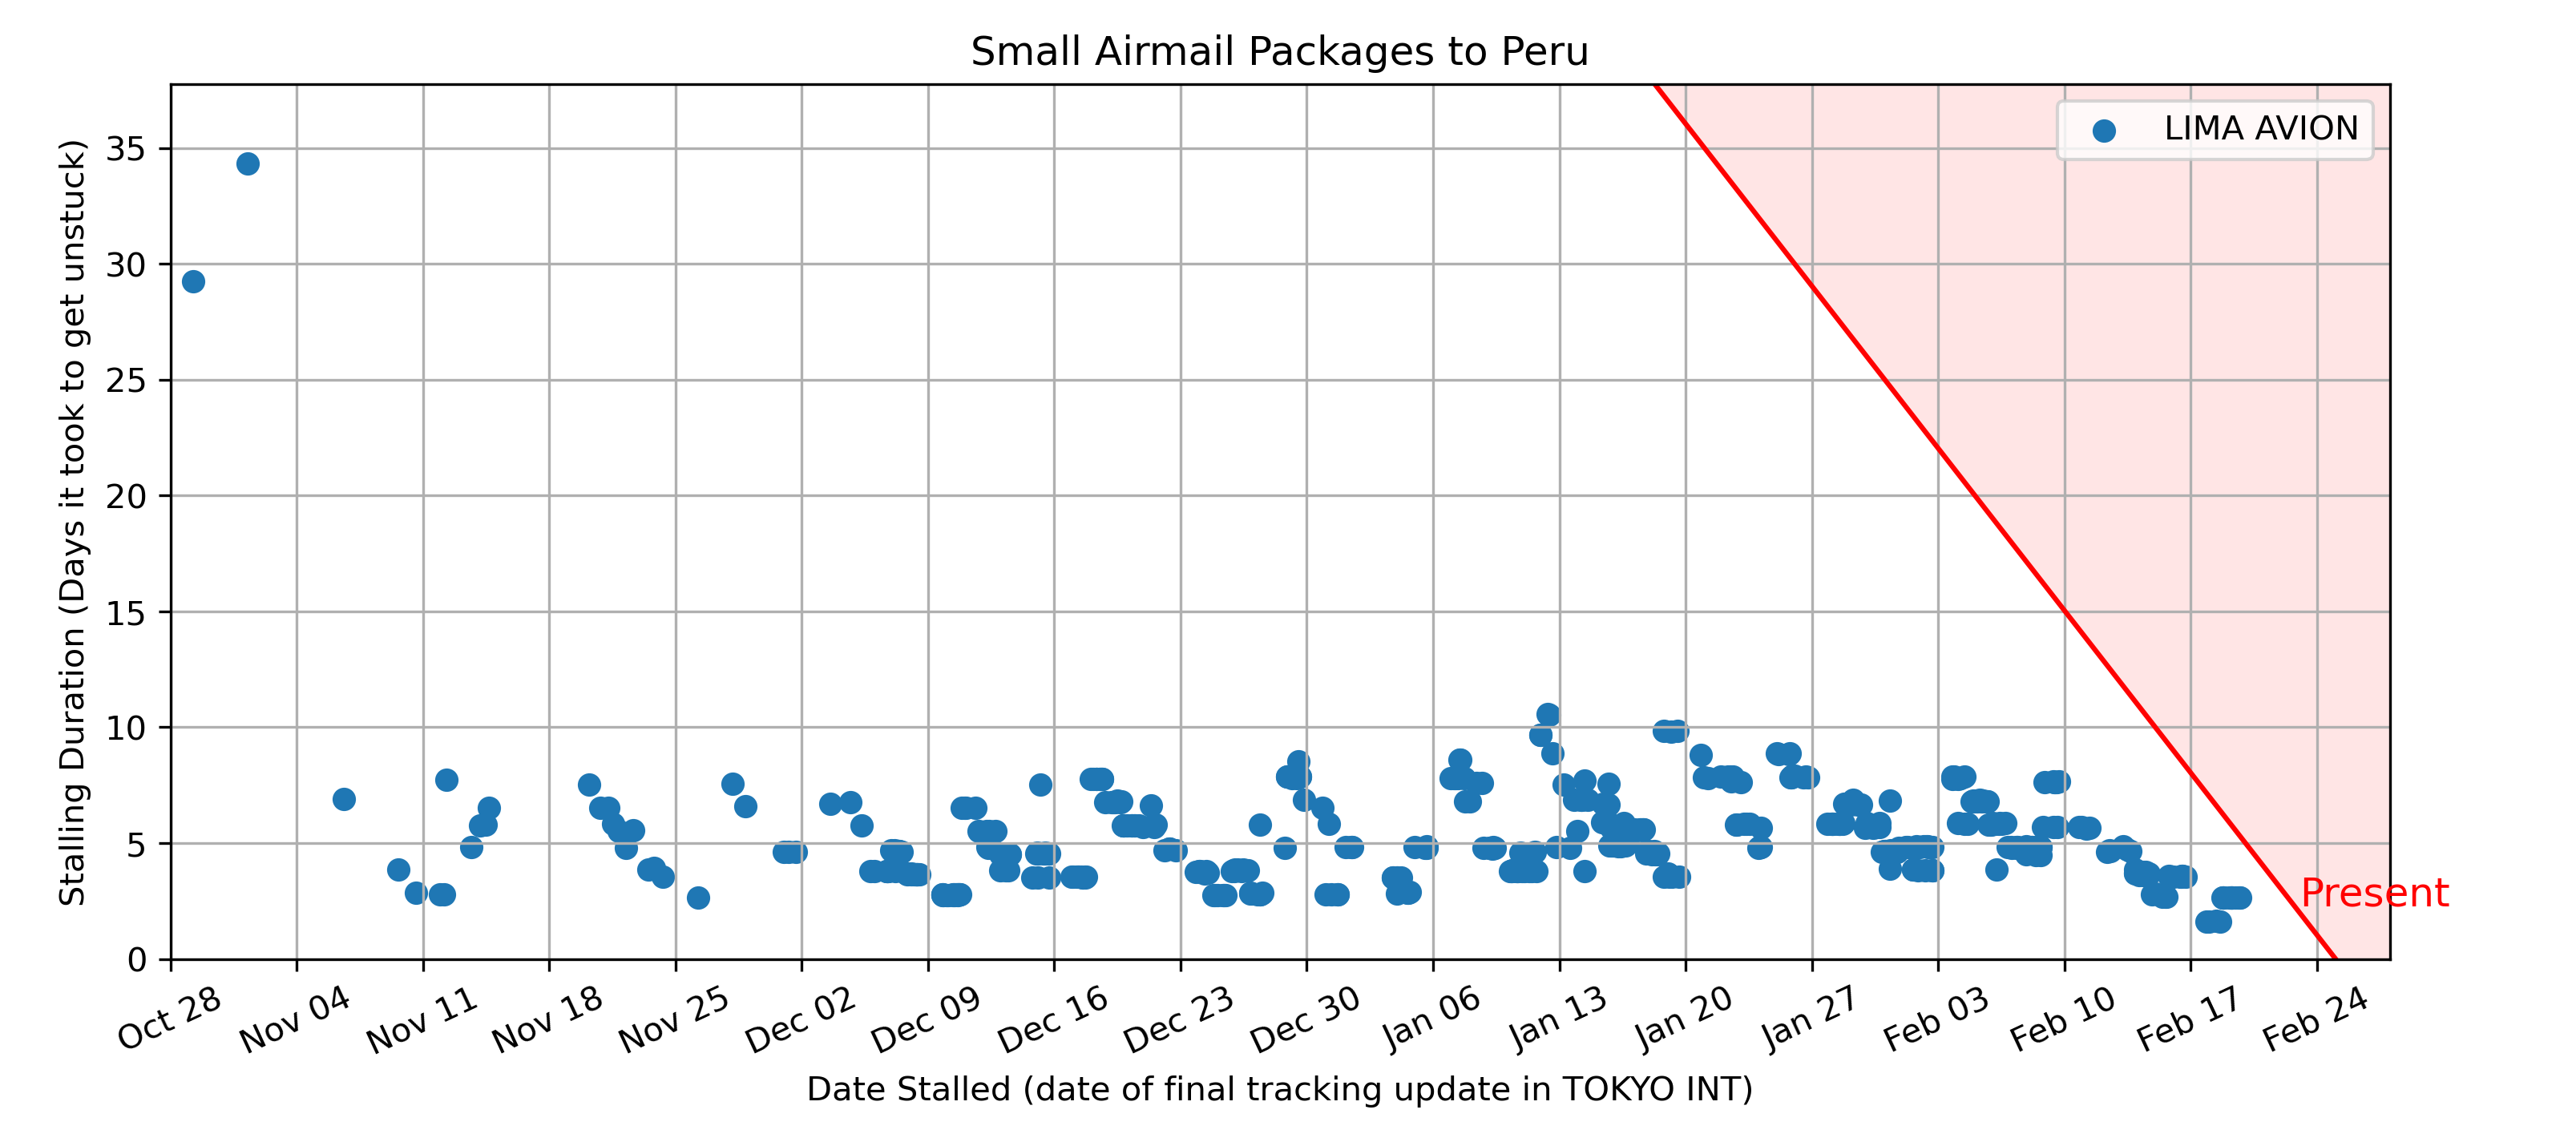 Small Airmail Packages to Peru
LIMA AVION
Stalling Duration (Days it took to get unstuck)
35
30
25
20
15
10
5
0
Present
Oct 28
Nov 04
Nov 11
Nov 18
Nov 25
Dec 02
Dec 09
Dec 16
Dec 23
Dec 30
Jan 06
Jan 13
Jan 20
Jan 27
Feb 03
Feb 10
Feb 17
Feb 24
Date Stalled (date of final tracking update in TOKYO INT)